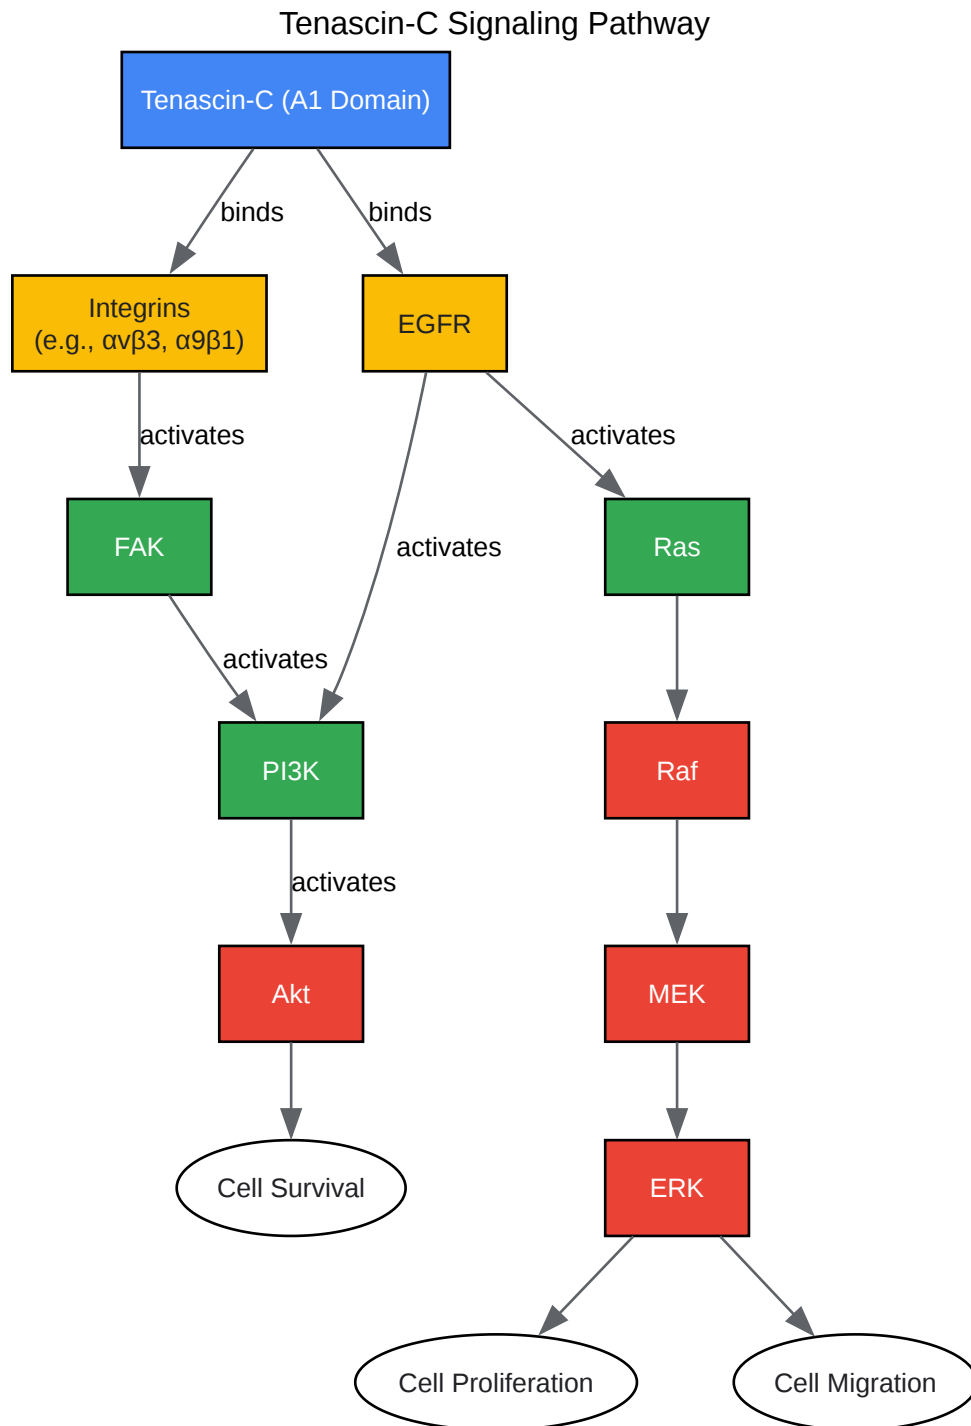 Tenascin-C Signaling Pathway
Tenascin-C (A1 Domain)
binds
binds
Integrins
(e.g., αvβ3, α9β1)
EGFR
activates
activates
FAK
activates
Ras
activates
PI3K
Raf
activates
Akt
MEK
Cell Survival
ERK
Cell Proliferation
Cell Migration